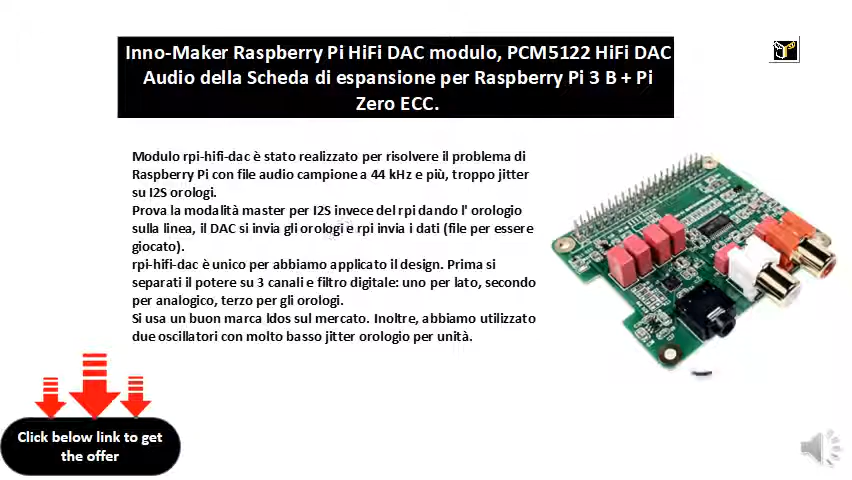 Inno-Maker Raspberry Pi HiFi DAC modulo, PCM5122 HiFi DAC
Audio della Scheda di espansione per Raspberry Pi 3 B + Pi
Zero ECC.
Modulo rpi-hifi-dac è stato realizzato per risolvere il problema di
Raspberry Pi con file audio campione a 44 kHz e più, troppo jitter
su I2S orologi.
Prova la modalità master per I2S invece del rpi dando l' orologio
sulla linea, il DAC si invia gli orologi e rpi invia i dati (file per essere
giocato).
rpi-hifi-dac è unico per abbiamo applicato il design. Prima si
separati il potere su 3 canali e filtro digitale: uno per lato, secondo
per analogico, terzo per gli orologi.
Si usa un buon marca ldos sul mercato. Inoltre, abbiamo utilizzato
due oscillatori con molto basso jitter orologio per unità.
Click below link to get
the offer